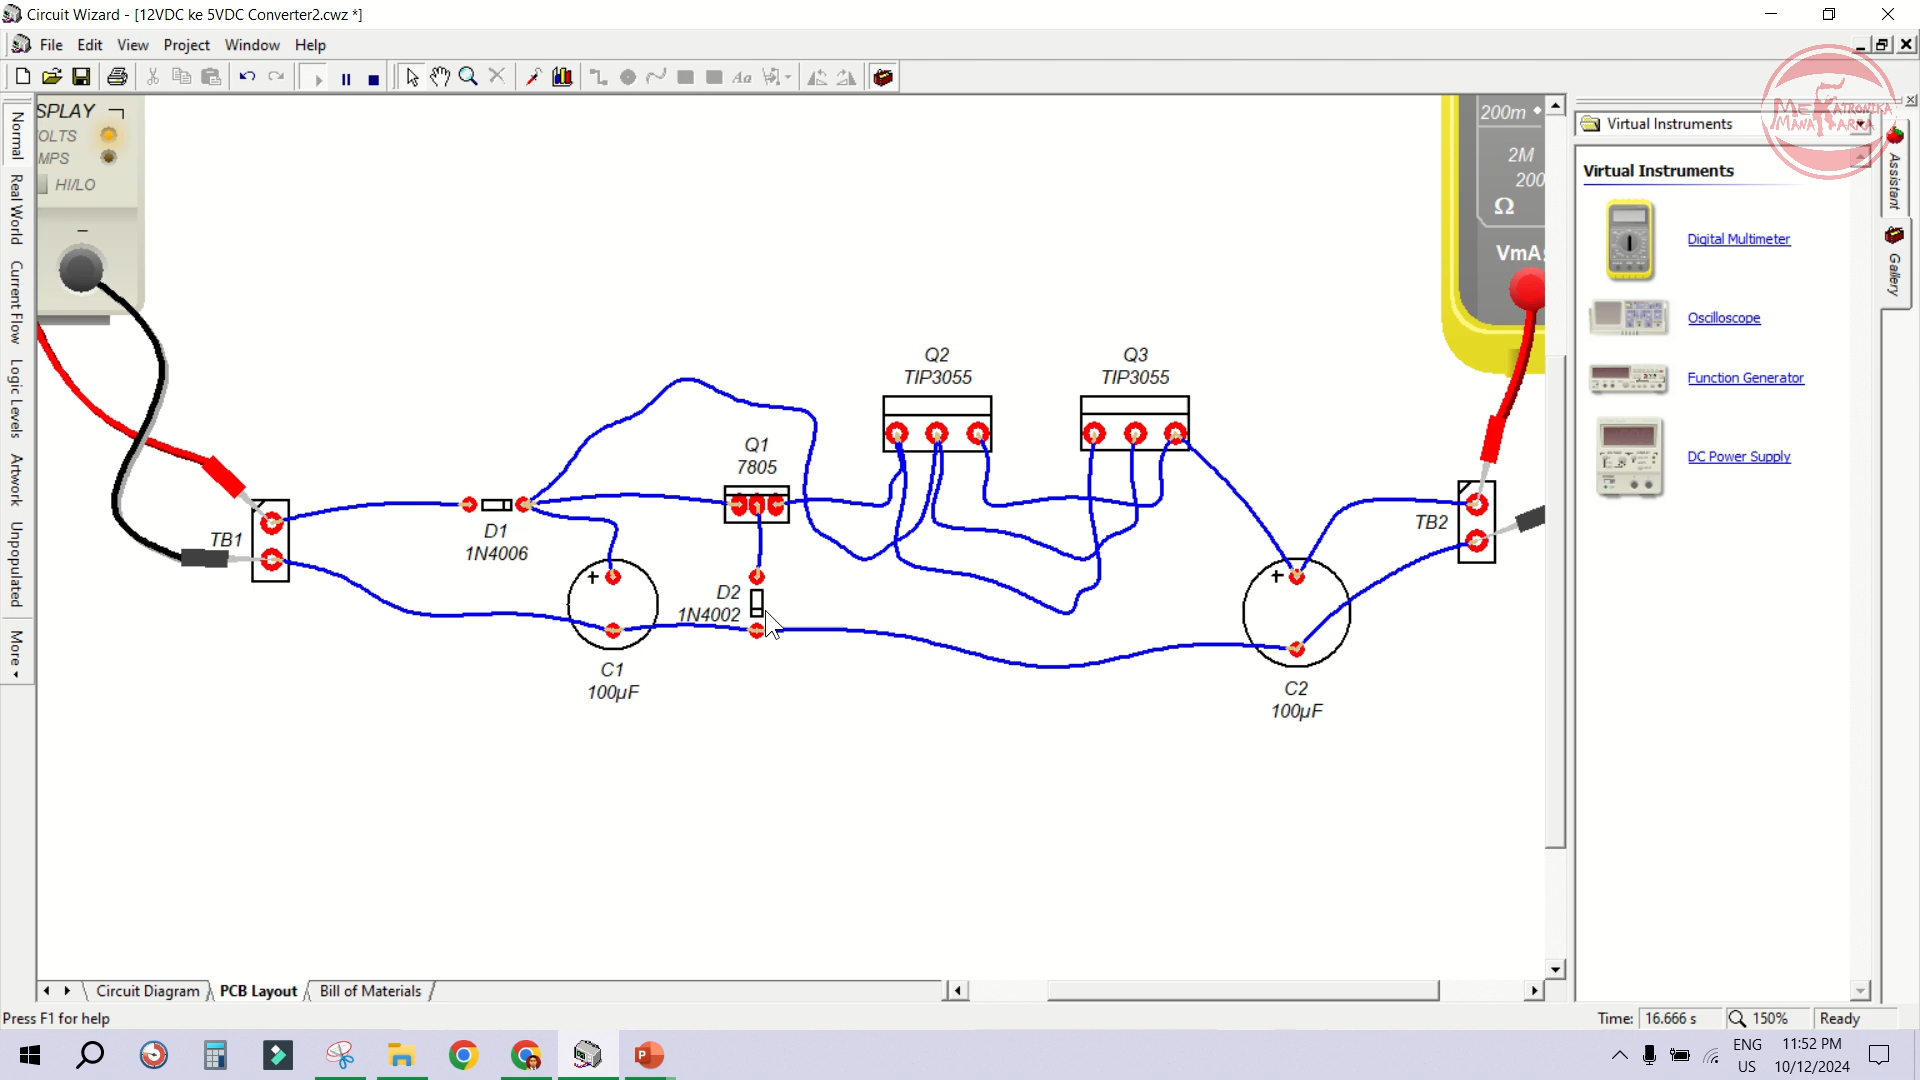 Circuit Wizard - [12VDC ke 5VDC Converter2.cwz *]
File Edit View Project Window Help
Aa
Normal
Real World
Current Flow
Logic Levels
Artwork
Unpopulated
More
SPLAY
OLTS
MPS
HI/LO
−
TB1
D1
1N4006
+
C1
100µF
Q1
7805
D2
1N4002
Q2
TIP3055
Q3
TIP3055
+
C2
100µF
TB2
200m
2M
200
Ω
VmA
Virtual Instruments
MEKATRONIKA
MANAKARRA
Virtual Instruments
Digital Multimeter
Oscilloscope
Function Generator
DC Power Supply
Assistant
Gallery
Circuit Diagram PCB Layout Bill of Materials
Press F1 for help
Time: 16.666 s 150% Ready
ENG
US
11:52 PM
10/12/2024